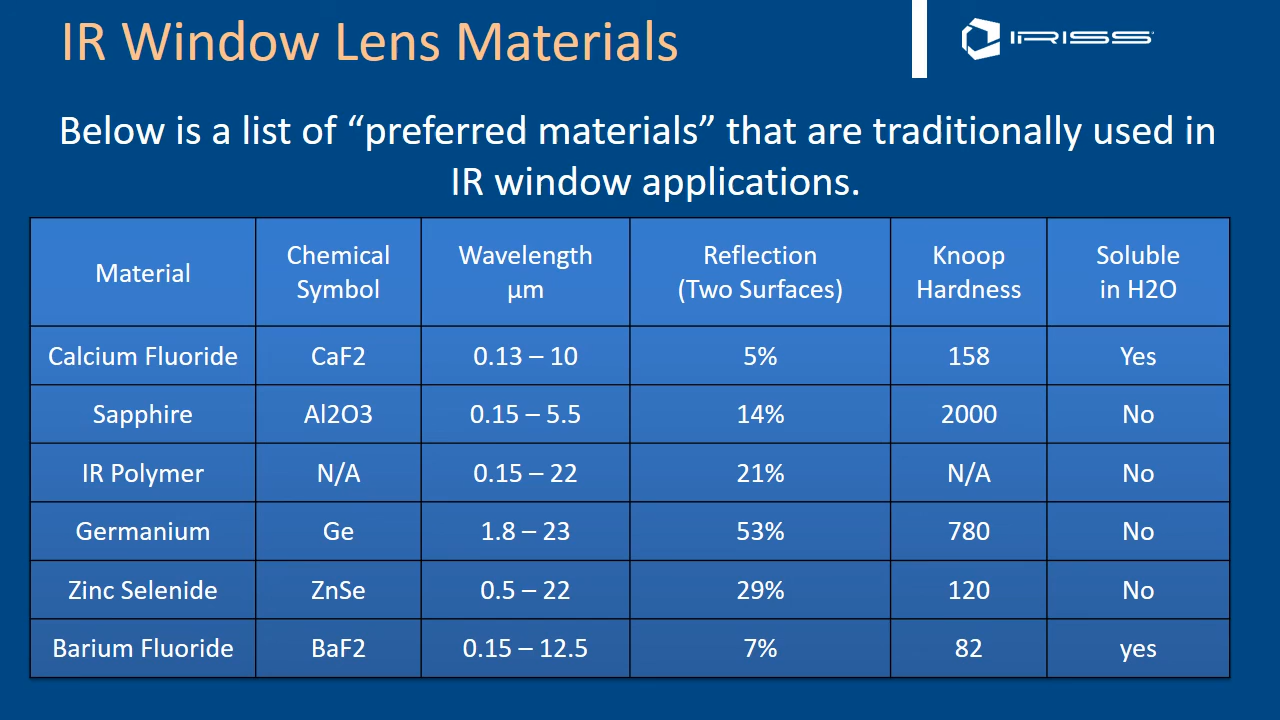 IR Window Lens Materials
IRISS
Below is a list of “preferred materials” that are traditionally used in
IR window applications.
Material Chemical Symbol Wavelength µm Reflection (Two Surfaces) Knoop Hardness Soluble in H2O
Calcium Fluoride CaF2 0.13 – 10 5% 158 Yes
Sapphire Al2O3 0.15 – 5.5 14% 2000 No
IR Polymer N/A 0.15 – 22 21% N/A No
Germanium Ge 1.8 – 23 53% 780 No
Zinc Selenide ZnSe 0.5 – 22 29% 120 No
Barium Fluoride BaF2 0.15 – 12.5 7% 82 yes